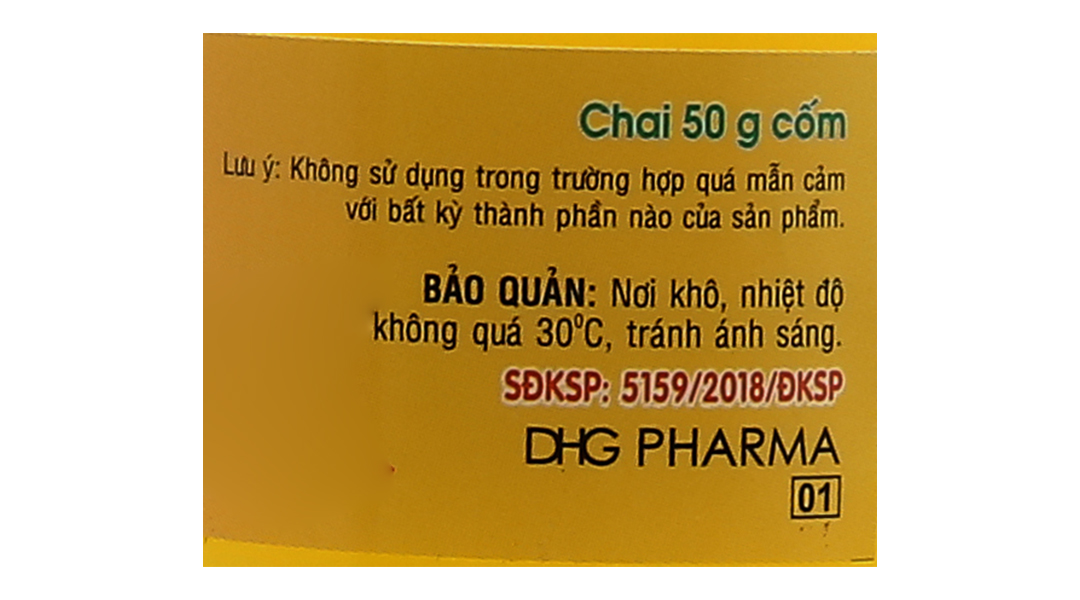 Chai 50 g cốm
Lưu ý: Không sử dụng trong trường hợp quá mẫn cảm
với bất kỳ thành phần nào của sản phẩm.
BẢO QUẢN: Nơi khô, nhiệt độ
không quá 30⁰C, tránh ánh sáng.
SĐKSP: 5159/2018/ĐKSP
DHG PHARMA
01